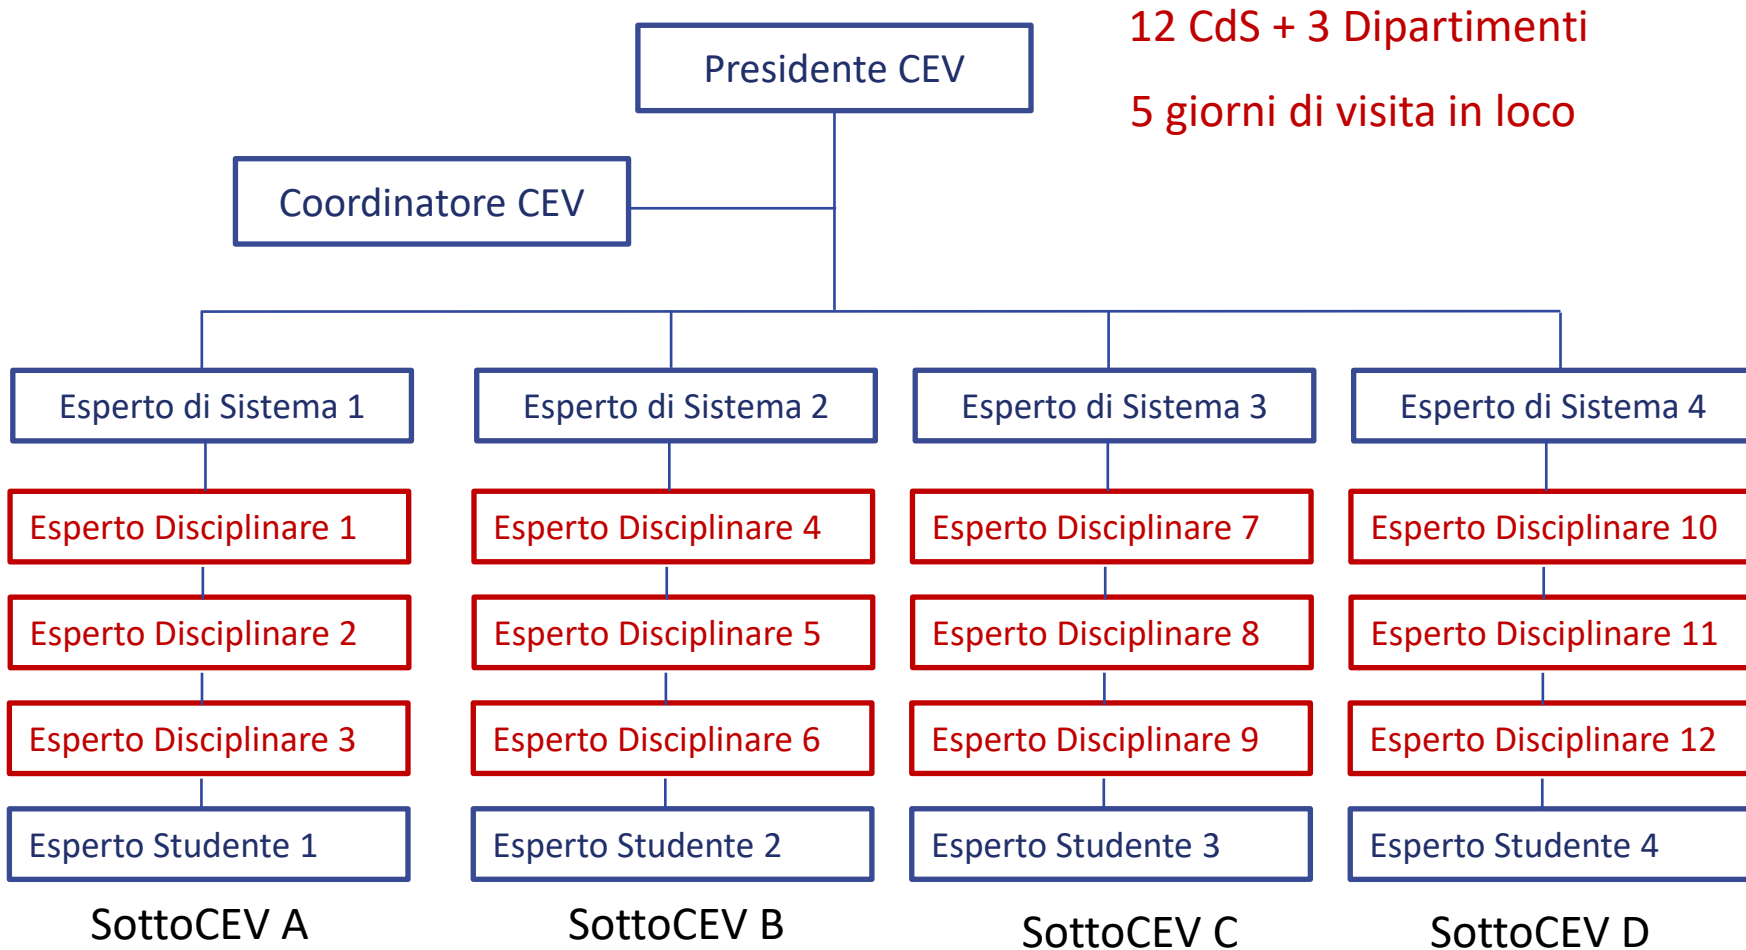 12 CdS + 3 Dipartimenti
Presidente CEV
5 giorni di visita in loco
Coordinatore CEV
Esperto di Sistema 1
Esperto di Sistema 2
Esperto di Sistema 3
Esperto di Sistema 4
Esperto Disciplinare 1
Esperto Disciplinare 4
Esperto Disciplinare 7
Esperto Disciplinare 10
Esperto Disciplinare 2
Esperto Disciplinare 5
Esperto Disciplinare 8
Esperto Disciplinare 11
Esperto Disciplinare 3
Esperto Disciplinare 6
Esperto Disciplinare 9
Esperto Disciplinare 12
Esperto Studente 1
Esperto Studente 2
Esperto Studente 3
Esperto Studente 4
SottoCEV A
SottoCEV B
SottoCEV C
SottoCEV D